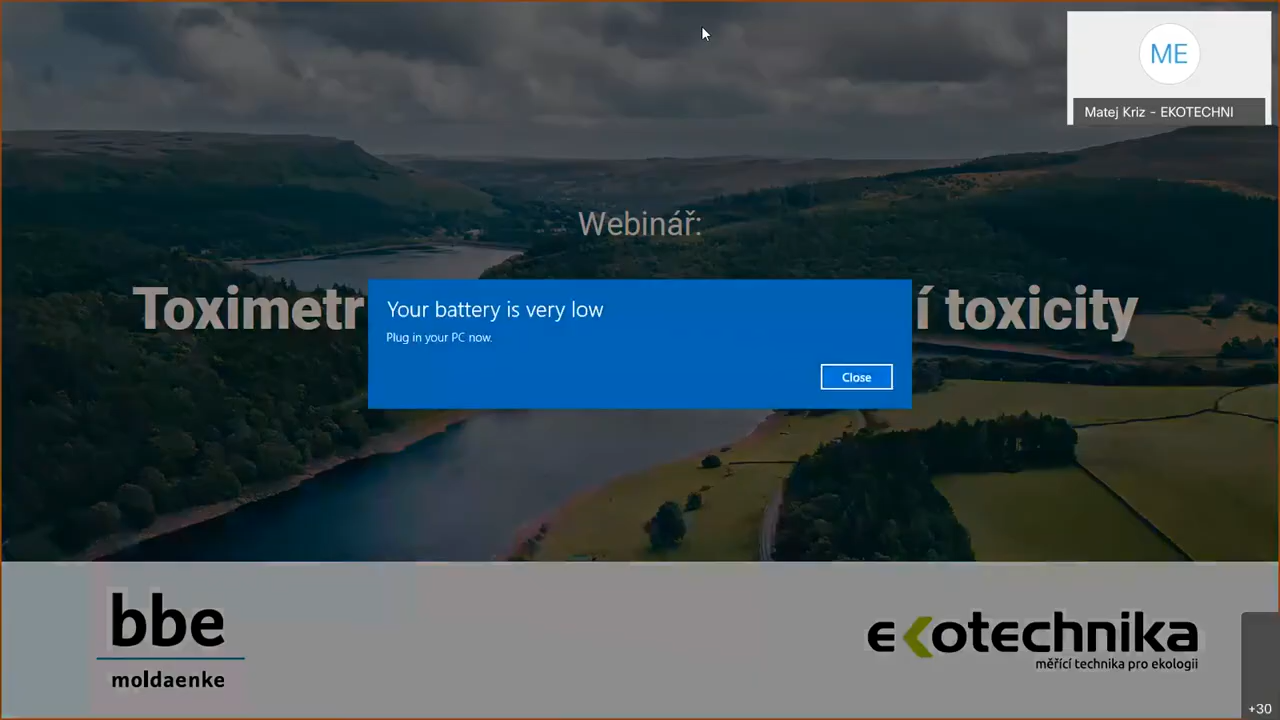 ME
Matej Kriz - EKOTECHNI
Webinář:
Toximetr
í toxicity
Your battery is very low
Plug in your PC now.
Close
bbe
moldaenke
ekotechnika
měřící technika pro ekologii
+30